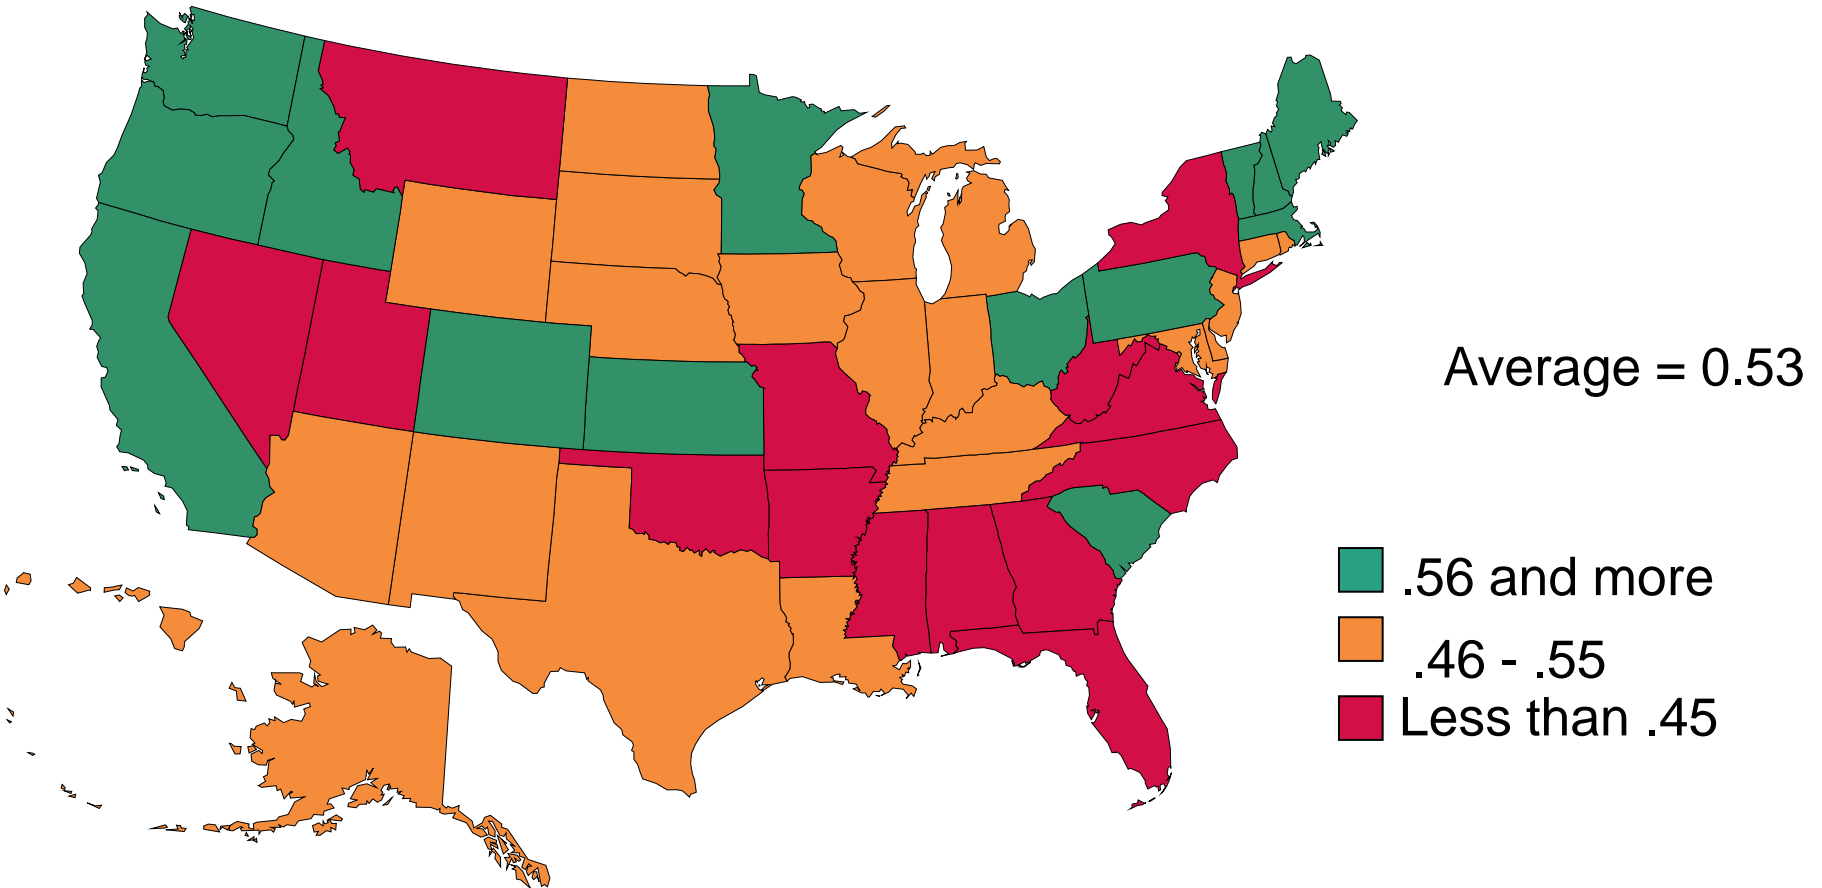 Average = 0.53
.56 and more
.46 - .55
Less than .45